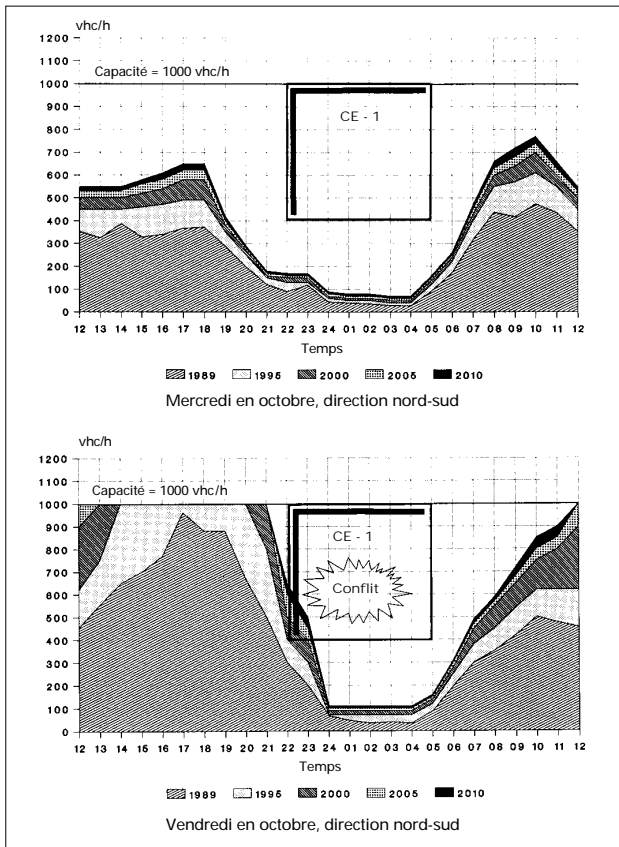 vhc/h
1200
1100
Capacité = 1000 vhc/h
1000
900
CE - 1
800
700
600
500
400
300
200
100
0
12 13 14 15 16 17 18 19 20 21 22 23 24 01 02 03 04 05 06 07 08 09 10 11 12
Temps
1989 1995 2000 2005 2010
Mercredi en octobre, direction nord-sud
vhc/h
1200
1100
Capacité = 1000 vhc/h
1000
900
CE - 1
800
700
Conflit
600
500
400
300
200
100
0
12 13 14 15 16 17 18 19 20 21 22 23 24 01 02 03 04 05 06 07 08 09 10 11 12
Temps
1989 1995 2000 2005 2010
Vendredi en octobre, direction nord-sud